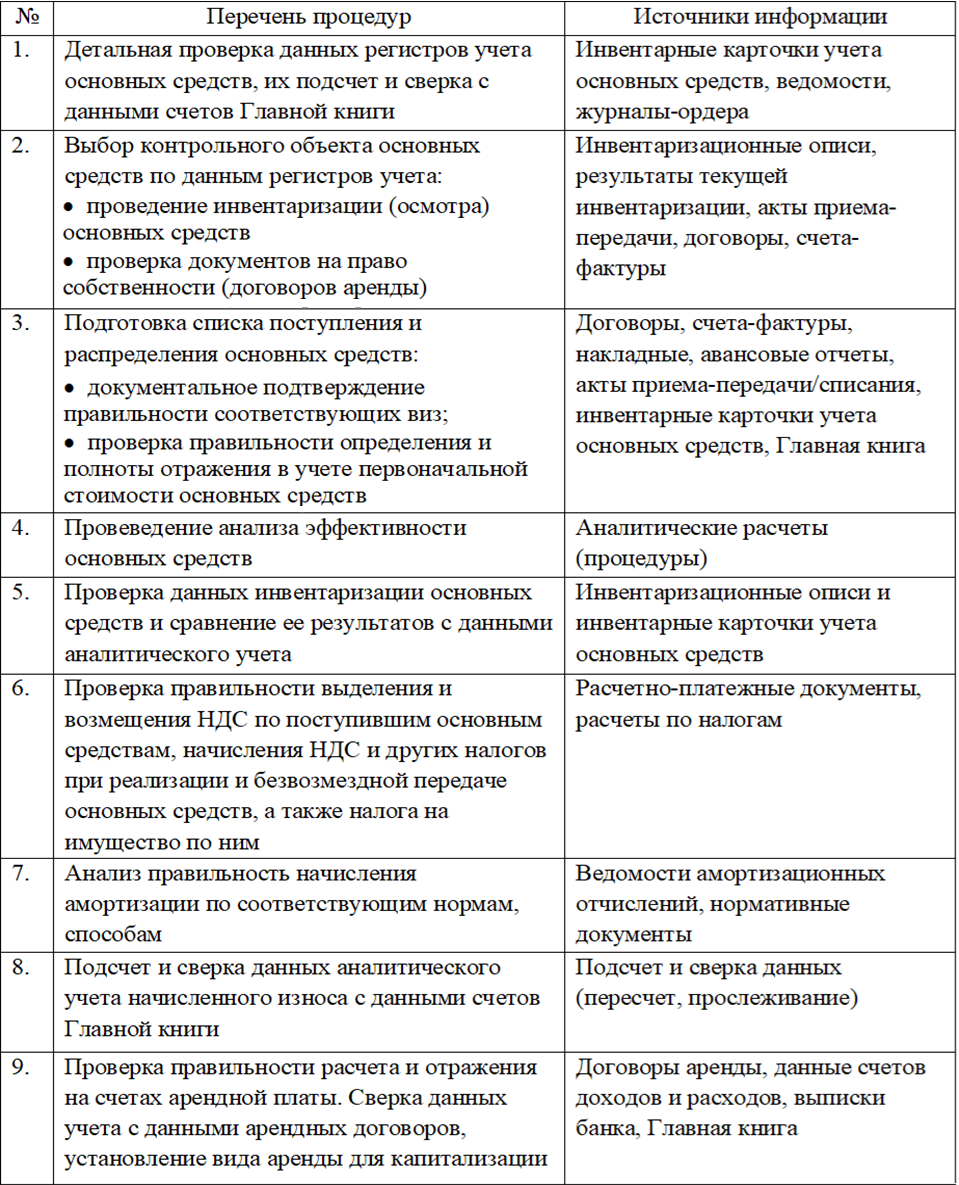 № Перечень процедур Источники информации
1. Детальная проверка данных регистров учета Инвентарные карточки учета
основных средств, их подсчет и сверка с основных средств, ведомости,
данными счетов Главной книги журналы-ордера
2. Выбор контрольного объекта основных Инвентаризационные описи,
средств по данным регистров учета: результаты текущей
• проведение инвентаризации (осмотра) инвентаризации, акты приема-
основных средств передачи, договоры, счета-
• проверка документов на право фактуры
собственности (договоров аренды)
3. Подготовка списка поступления и Договоры, счета-фактуры,
распределения основных средств: накладные, авансовые отчеты,
• документальное подтверждение акты приема-передачи/списания,
правильности соответствующих виз; инвентарные карточки учета
• проверка правильности определения и основных средств, Главная книга
полноты отражения в учете первоначальной
стоимости основных средств
4. Провеведение анализа эффективности Аналитические расчеты
основных средств (процедуры)
5. Проверка данных инвентаризации основных Инвентаризационные описи и
средств и сравнение ее результатов с данными инвентарные карточки учета
аналитического учета основных средств
6. Проверка правильности выделения и Расчетно-платежные документы,
возмещения НДС по поступившим основным расчеты по налогам
средствам, начисления НДС и других налогов
при реализации и безвозмездной передаче
основных средств, а также налога на
имущество по ним
7. Анализ правильность начисления Ведомости амортизационных
амортизации по соответствующим нормам, отчислений, нормативные
способам документы
8. Подсчет и сверка данных аналитического Подсчет и сверка данных
учета начисленного износа с данными счетов (пересчет, прослеживание)
Главной книги
9. Проверка правильности расчета и отражения Договоры аренды, данные счетов
на счетах арендной платы. Сверка данных доходов и расходов, выписки
учета с данными арендных договоров, банка, Главная книга
установление вида аренды для капитализации